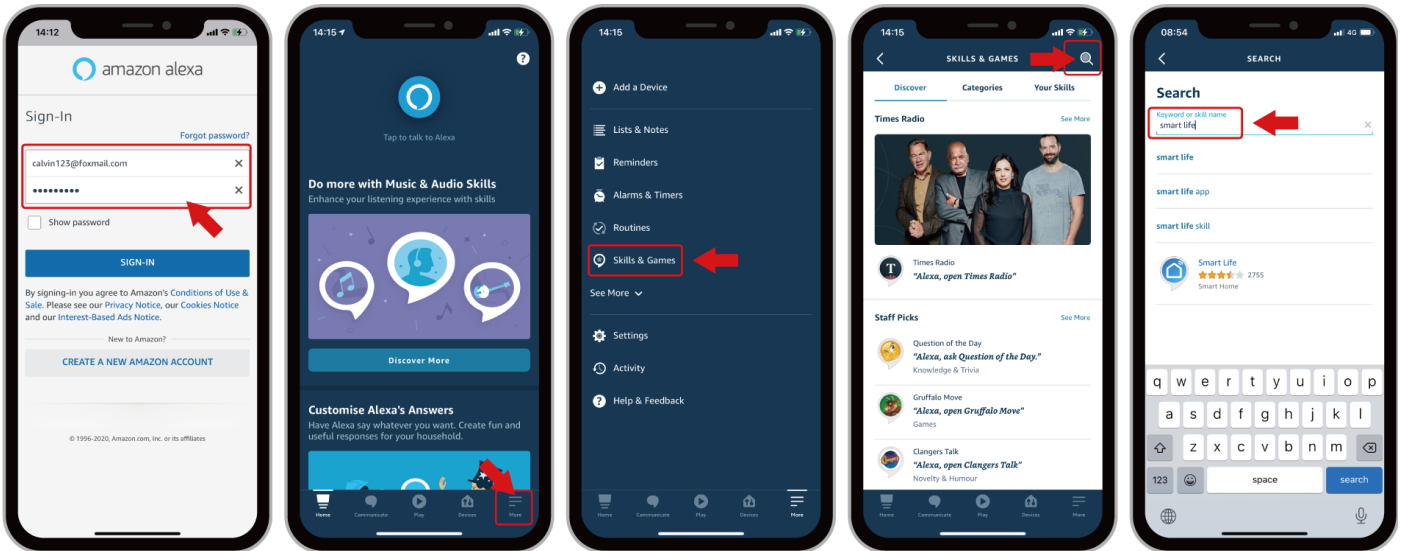 14:12
amazon alexa
Sign-In
Forgot password?
calvin123@foxmail.com
Show password
SIGN-IN
By signing-in you agree to Amazon's Conditions of Use &
Sale. Please see our Privacy Notice, our Cookies Notice
and our Interest-Based Ads Notice.
New to Amazon?
CREATE A NEW AMAZON ACCOUNT
© 1996-2020, Amazon.com, Inc. or its affiliates
14:15
?
Tap to talk to Alexa
Do more with Music & Audio Skills
Enhance your listening experience with skills
Discover More
Customise Alexa's Answers
Have Alexa say whatever you want. Create fun and
useful responses for your household.
Home Communicate Play Devices More
14:15
Add a Device
Lists & Notes
Reminders
Alarms & Timers
Routines
Skills & Games
See More
Settings
Activity
Help & Feedback
Home Communicate Play Devices More
14:15
SKILLS & GAMES
Discover Categories Your Skills
Times Radio See More
T
Times Radio
"Alexa, open Times Radio"
Staff Picks See More
Question of the Day
"Alexa, ask Question of the Day."
Knowledge & Trivia
Gruffalo Move
"Alexa, open Gruffalo Move"
Games
Clangers Talk
"Alexa, open Clangers Talk"
Novelty & Humour
Home Communicate Play Devices More
08:54 4G
SEARCH
Search
Keyword or skill name
smart life
smart life
smart life app
smart life skill
Smart Life
2755
Smart Home
q w e r t y u i o p
a s d f g h j k l
z x c v b n m
123 space search